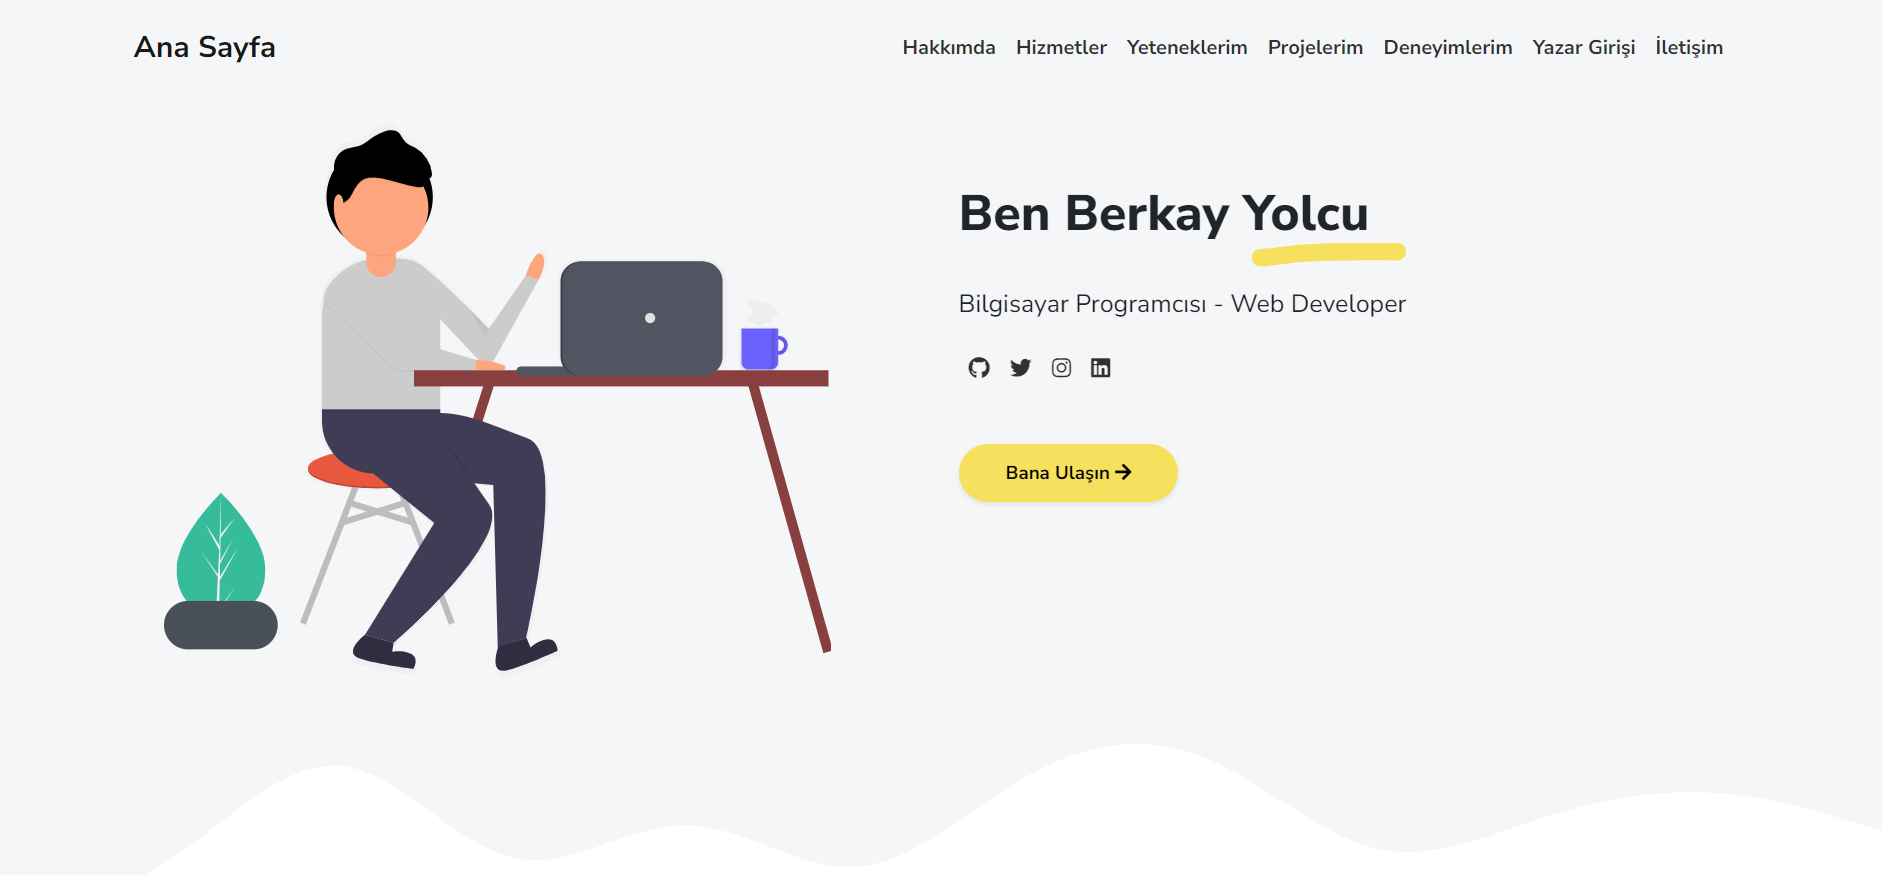 Ana Sayfa
Hakkımda Hizmetler Yeteneklerim Projelerim Deneyimlerim Yazar Girişi İletişim
Ben Berkay Yolcu
Bilgisayar Programcısı - Web Developer
Bana Ulaşın →